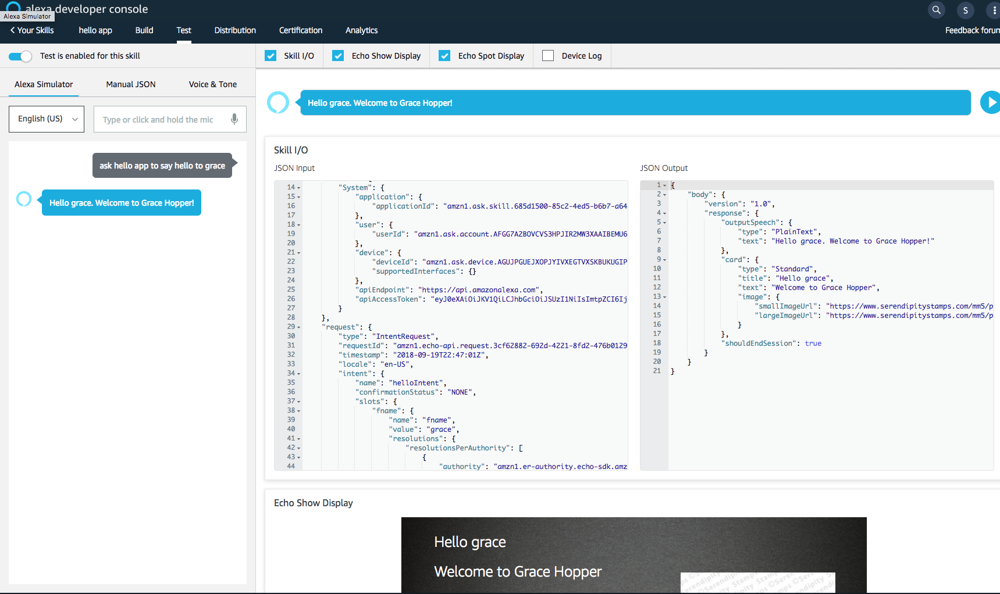 alexa developer console
Alexa Simulator
S
Your Skills
hello app
Build
Test
Distribution
Certification
Analytics
Feedback forum
Test is enabled for this skill
Skill I/O
Echo Show Display
Echo Spot Display
Device Log
Alexa Simulator
Manual JSON
Voice & Tone
English (US)
Type or click and hold the mic
ask hello app to say hello to grace
Hello grace. Welcome to Grace Hopper!
Hello grace. Welcome to Grace Hopper!
Skill I/O
JSON Input
14 "System": {
15 "application": {
16 "applicationId": "amzn1.ask.skill.685d1500-85c2-4ed5-b6b7-a64
17 },
18 "user": {
19 "userId": "amzn1.ask.account.AFGG7A2BOVCVS3HPJIR2MW3XAAIBEMU6
20 },
21 "device": {
22 "deviceId": "amzn1.ask.device.AGUJPGUEJXOPJYIVXEGTVXSKBUKUGIP
23 "supportedInterfaces": {}
24 },
25 "apiEndpoint": "https://api.amazonalexa.com",
26 "apiAccessToken": "eyJ0eXAiOiJKV1QiLCJhbGciOiJSUzI1NiIsImtpZCI6Ij
27 }
28 },
29 "request": {
30 "type": "IntentRequest",
31 "requestId": "amzn1.echo-api.request.3cf62882-692d-4221-8fd2-476b0129
32 "timestamp": "2018-09-19T22:47:01Z",
33 "locale": "en-US",
34 "intent": {
35 "name": "helloIntent",
36 "confirmationStatus": "NONE",
37 "slots": {
38 "fname": {
39 "name": "fname",
40 "value": "grace",
41 "resolutions": {
42 "resolutionsPerAuthority": [
43 {
44 "authority": "amzn1.er-authority.echo-sdk.amz
JSON Output
1 {
2 "body": {
3 "version": "1.0",
4 "response": {
5 "outputSpeech": {
6 "type": "PlainText",
7 "text": "Hello grace. Welcome to Grace Hopper!"
8 },
9 "card": {
10 "type": "Standard",
11 "title": "Hello grace",
12 "text": "Welcome to Grace Hopper",
13 "image": {
14 "smallImageUrl": "https://www.serendipitystamps.com/mm5/p
15 "largeImageUrl": "https://www.serendipitystamps.com/mm5/p
16 }
17 },
18 "shouldEndSession": true
19 }
20 }
21 }
Echo Show Display
Hello grace
Welcome to Grace Hopper